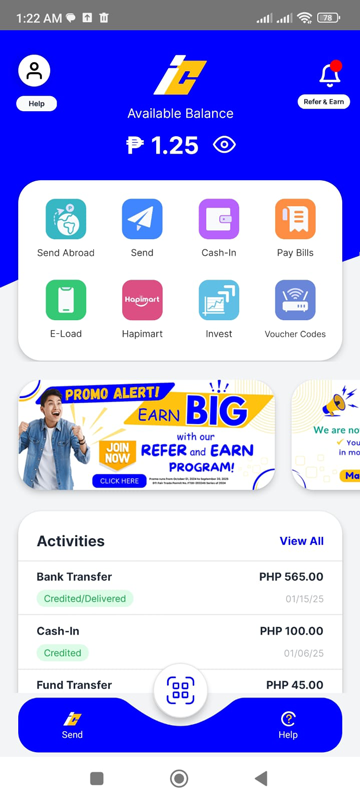 1:22 AM
78
Help
iC
Refer & Earn
Available Balance
₱ 1.25
Send Abroad
Send
Cash-In
Pay Bills
Hapimart
E-Load
Hapimart
Invest
Voucher Codes
PROMO ALERT!
EARN BIG
with our
JOIN NOW
REFER and EARN
PROGRAM!
CLICK HERE
We are no
✓ You
in mo
Ma
Activities
View All
Bank Transfer
PHP 565.00
Credited/Delivered
01/15/25
Cash-In
PHP 100.00
Credited
01/06/25
Fund Transfer
PHP 45.00
iC
Send
Help